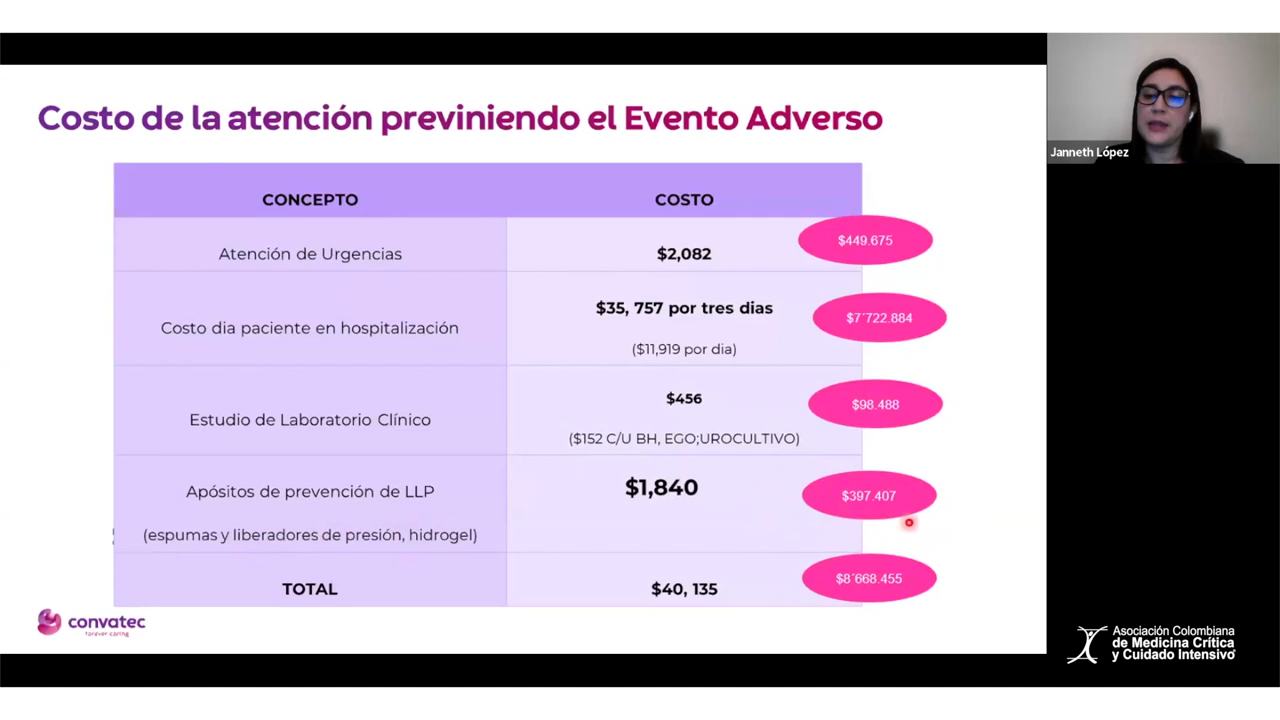 Costo de la atención previniendo el Evento Adverso
CONCEPTO
COSTO
Atención de Urgencias
$2,082
$449.675
Costo dia paciente en hospitalización
$35, 757 por tres dias
($11,919 por dia)
$7´722.884
Estudio de Laboratorio Clínico
$456
($152 C/U BH, EGO;UROCULTIVO)
$98.488
Apósitos de prevención de LLP
(espumas y liberadores de presión, hidrogel)
$1,840
$397.407
TOTAL
$40, 135
$8´668.455
convatec
forever caring
Janneth López
Asociación Colombiana
de Medicina Crítica
y Cuidado Intensivo